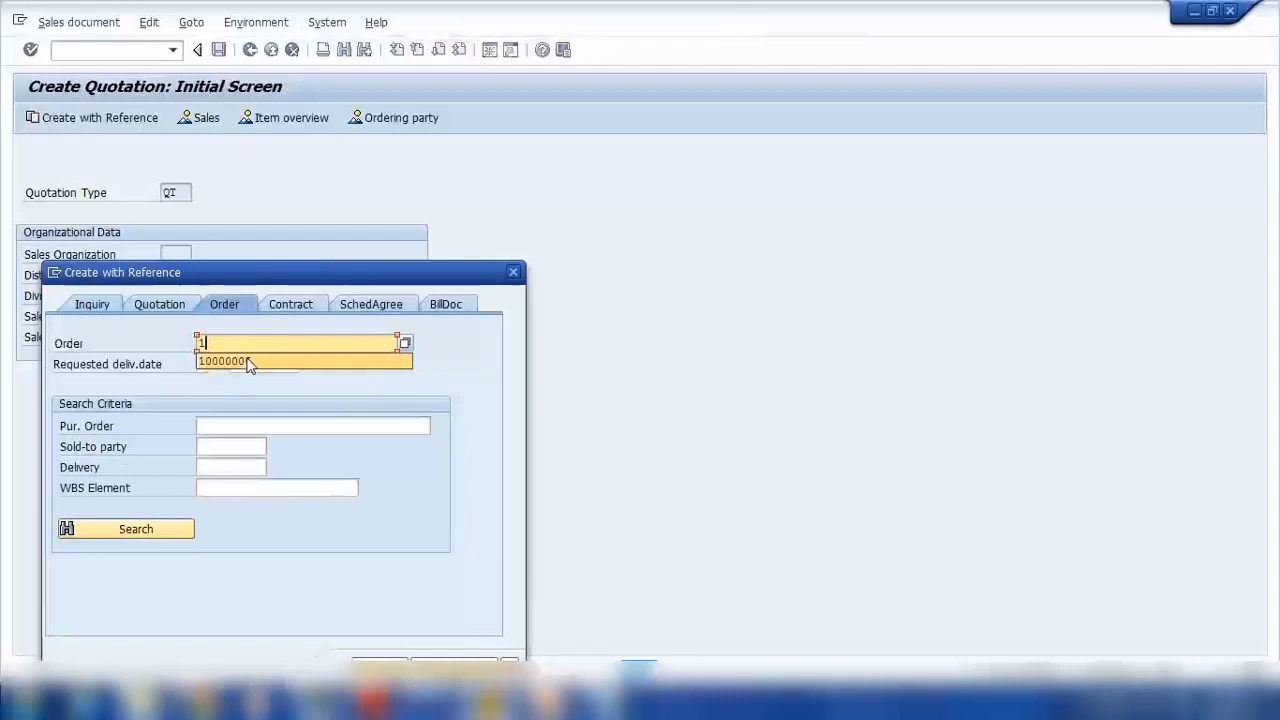 Sales document Edit Goto Environment System Help
Create Quotation: Initial Screen
Create with Reference Sales Item overview Ordering party
Quotation Type QT
Organizational Data
Sales Organization
Create with Reference
Inquiry Quotation Order Contract SchedAgree BillDoc
Order 1
Requested deliv.date
Search Criteria
Pur. Order
Sold-to party
Delivery
WBS Element
Search